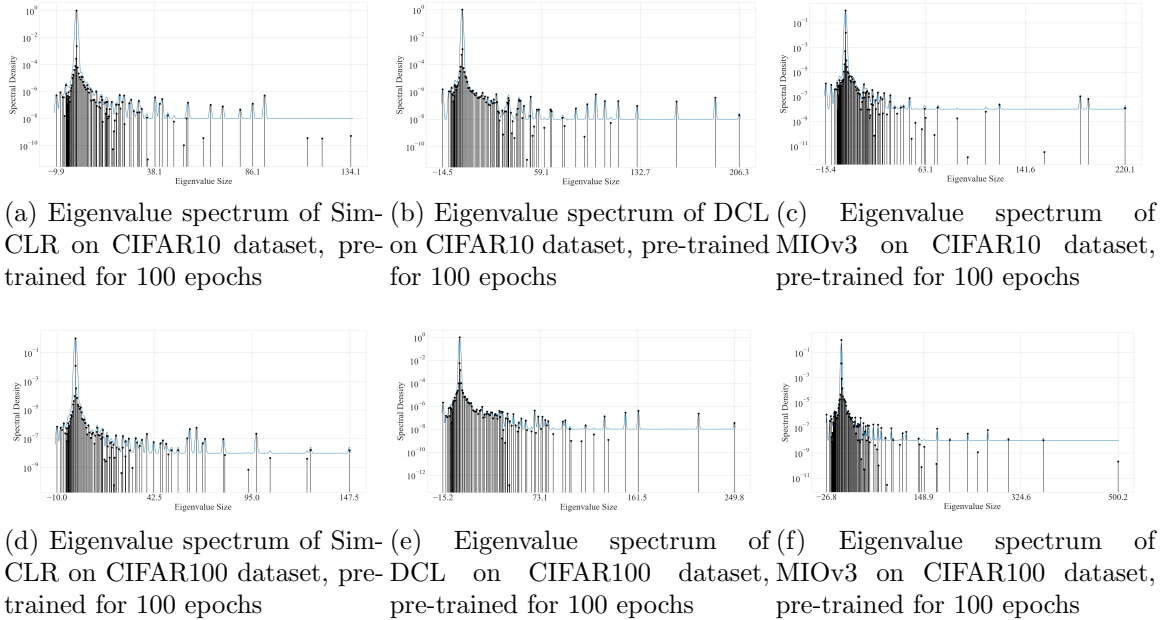 10⁰
10⁻²
10⁻⁴
10⁻⁶
10⁻⁸
10⁻¹⁰
Spectral Density
−9.9 38.1 86.1 134.1
Eigenvalue Size
10⁰
10⁻²
10⁻⁴
10⁻⁶
10⁻⁸
10⁻¹⁰
Spectral Density
−14.5 59.1 132.7 206.3
Eigenvalue Size
10⁻¹
10⁻³
10⁻⁵
10⁻⁷
10⁻⁹
10⁻¹¹
Spectral Density
−15.4 63.1 141.6 220.1
Eigenvalue Size
(a) Eigenvalue spectrum of Sim-
CLR on CIFAR10 dataset, pre-
trained for 100 epochs
(b) Eigenvalue spectrum of DCL
on CIFAR10 dataset, pre-trained
for 100 epochs
(c) Eigenvalue spectrum of
MIOv3 on CIFAR10 dataset,
pre-trained for 100 epochs
10⁻¹
10⁻³
10⁻⁵
10⁻⁷
10⁻⁹
Spectral Density
−10.0 42.5 95.0 147.5
Eigenvalue Size
10⁰
10⁻²
10⁻⁴
10⁻⁶
10⁻⁸
10⁻¹⁰
10⁻¹²
Spectral Density
−15.2 73.1 161.5 249.8
Eigenvalue Size
10⁻¹
10⁻³
10⁻⁵
10⁻⁷
10⁻⁹
10⁻¹¹
Spectral Density
−26.8 148.9 324.6 500.2
Eigenvalue Size
(d) Eigenvalue spectrum of Sim-
CLR on CIFAR100 dataset, pre-
trained for 100 epochs
(e) Eigenvalue spectrum of
DCL on CIFAR100 dataset,
pre-trained for 100 epochs
(f) Eigenvalue spectrum of
MIOv3 on CIFAR100 dataset,
pre-trained for 100 epochs